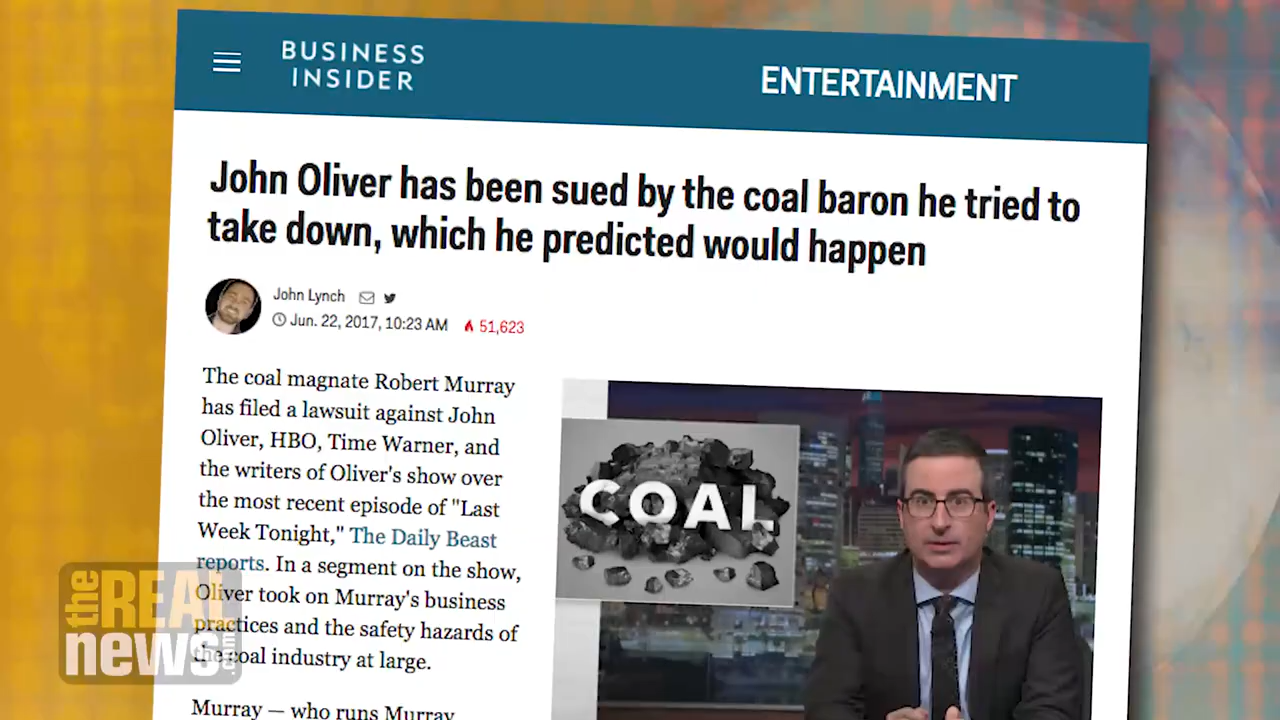 BUSINESS
INSIDER
ENTERTAINMENT
John Oliver has been sued by the coal baron he tried to
take down, which he predicted would happen
John Lynch
Jun. 22, 2017, 10:23 AM 51,623
The coal magnate Robert Murray
has filed a lawsuit against John
Oliver, HBO, Time Warner, and
the writers of Oliver's show over
the most recent episode of "Last
Week Tonight," The Daily Beast
reports. In a segment on the show,
Oliver took on Murray's business
practices and the safety hazards of
the coal industry at large.
Murray — who runs Murray
COAL
the REAL
news.com